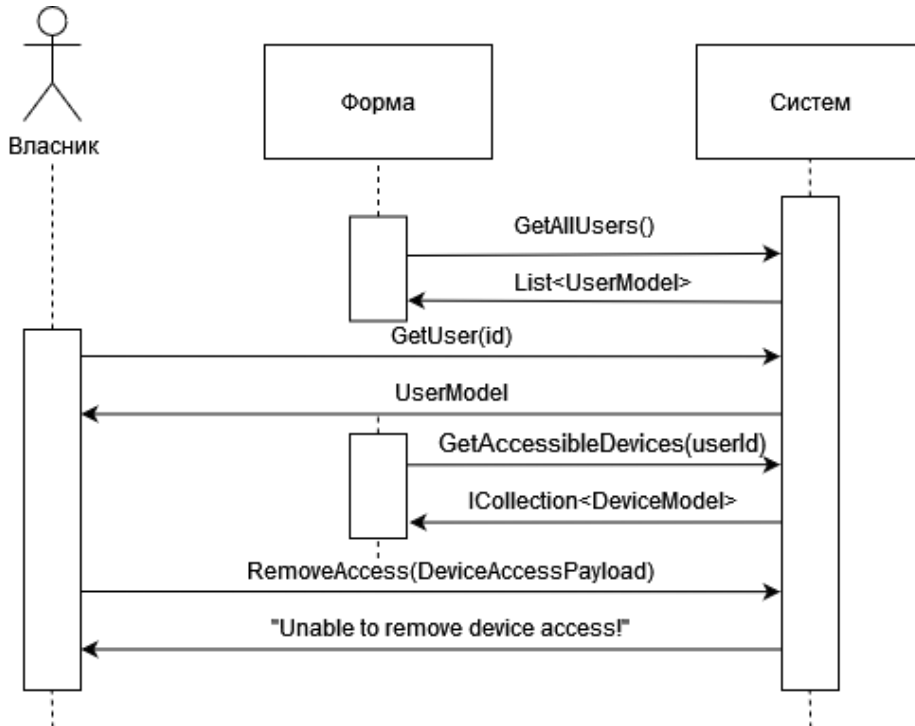 Власник
Форма
Систем
GetAllUsers()
List<UserModel>
GetUser(id)
UserModel
GetAccessibleDevices(userId)
ICollection<DeviceModel>
RemoveAccess(DeviceAccessPayload)
"Unable to remove device access!"